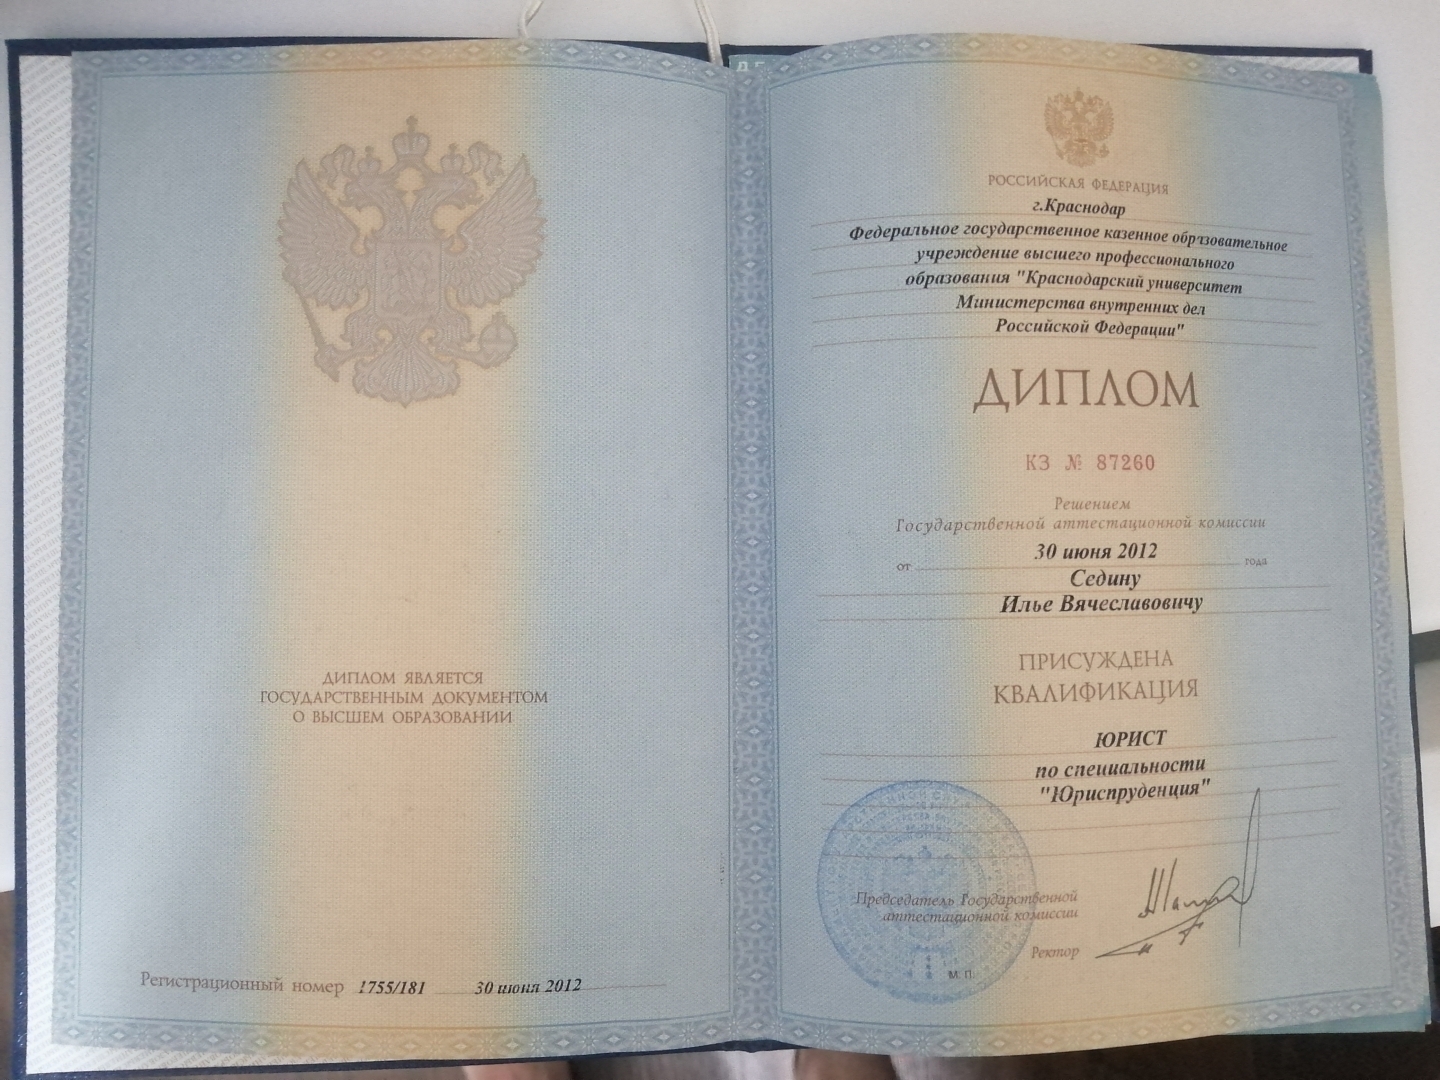 ДИПЛОМ ЯВЛЯЕТСЯ
ГОСУДАРСТВЕННЫМ ДОКУМЕНТОМ
О ВЫСШЕМ ОБРАЗОВАНИИ
Регистрационный номер 1755/181 30 июня 2012
РОССИЙСКАЯ ФЕДЕРАЦИЯ
г.Краснодар
Федеральное государственное казенное образовательное
учреждение высшего профессионального
образования "Краснодарский университет
Министерства внутренних дел
Российской Федерации"
ДИПЛОМ
КЗ № 87260
Решением
Государственной аттестационной комиссии
от 30 июня 2012 года
Седину
Илье Вячеславовичу
ПРИСУЖДЕНА
КВАЛИФИКАЦИЯ
ЮРИСТ
по специальности
"Юриспруденция"
Председатель Государственной
аттестационной комиссии
Ректор
М. П.